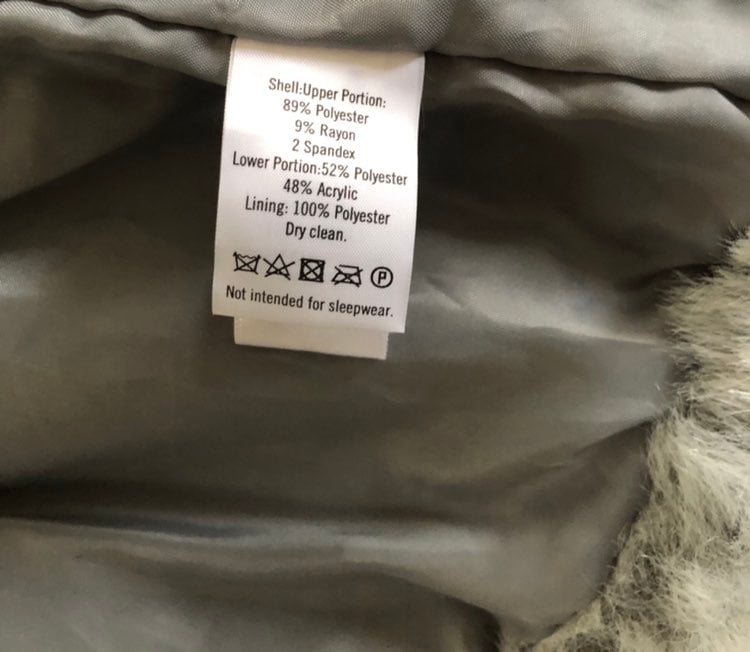 Shell:Upper Portion:
89% Polyester
9% Rayon
2 Spandex
Lower Portion:52% Polyester
48% Acrylic
Lining: 100% Polyester
Dry clean.
P
Not intended for sleepwear.